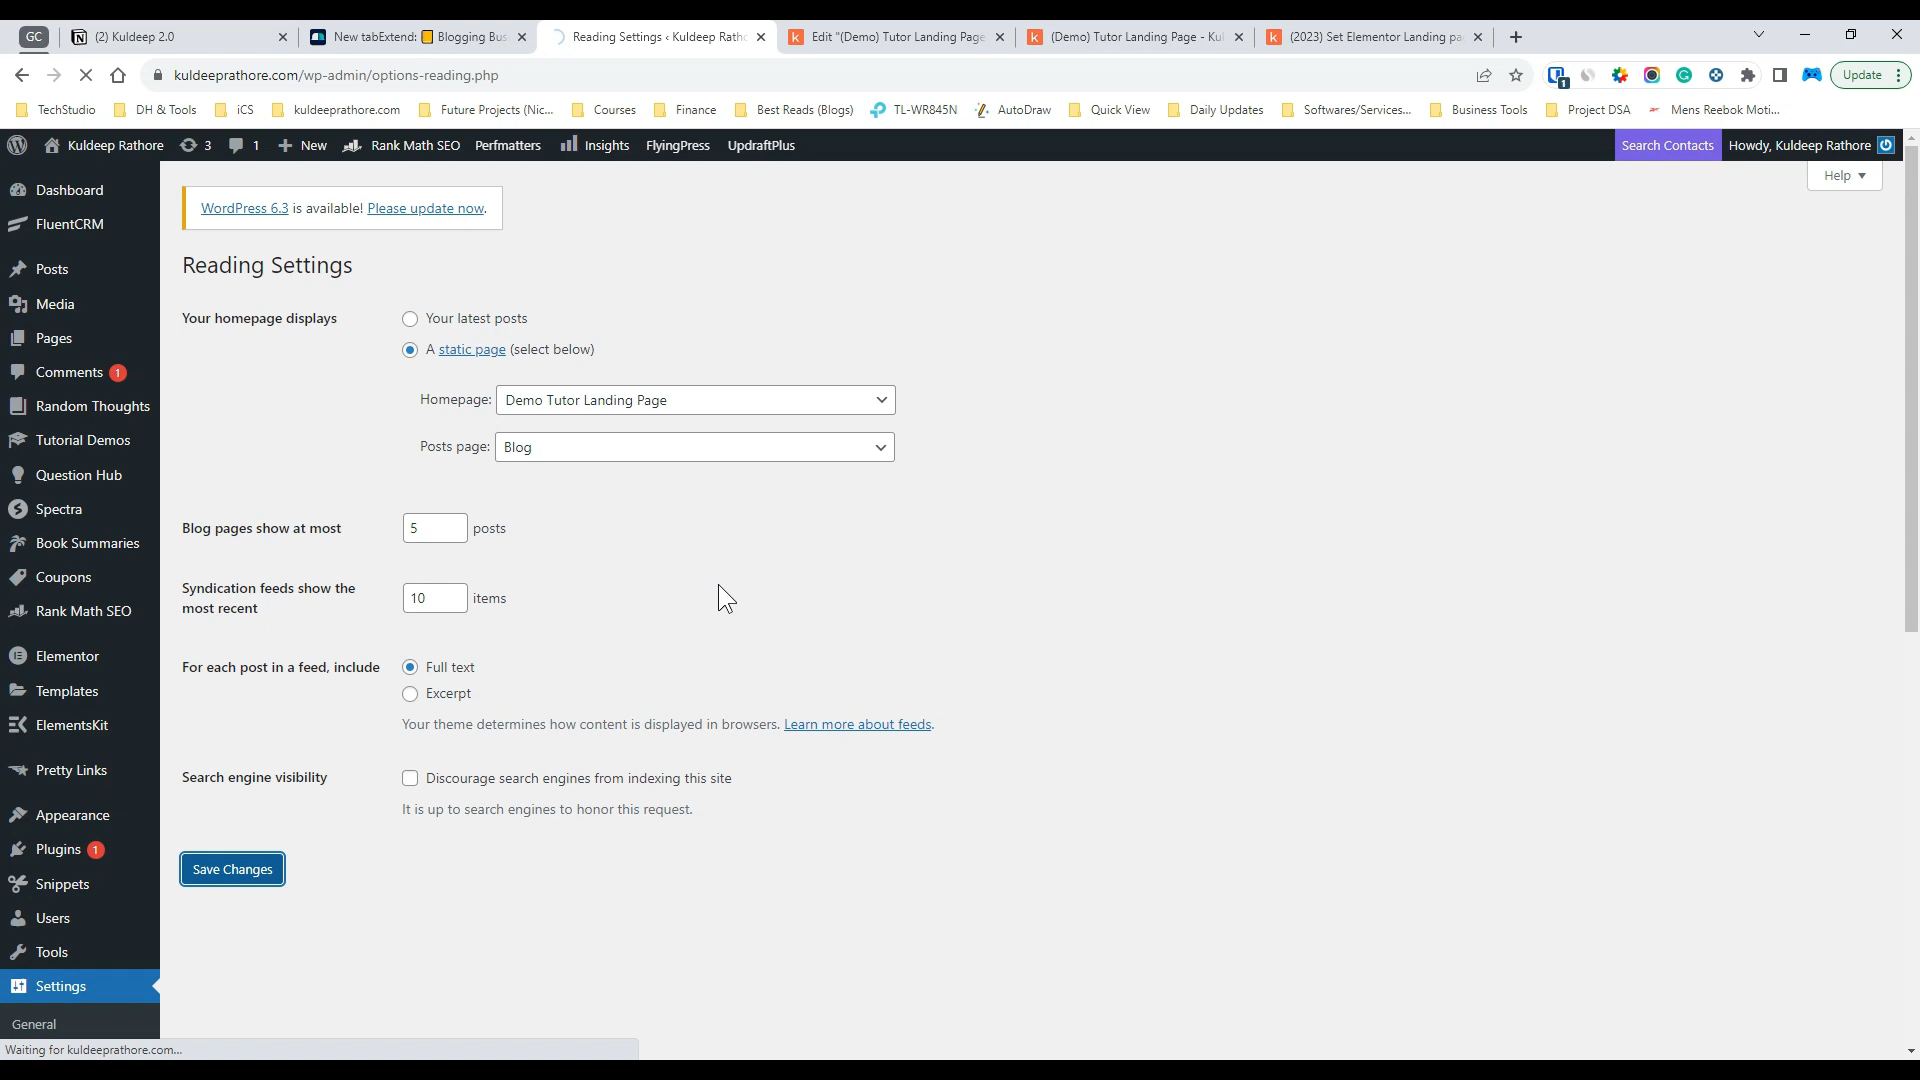 GC
(2) Kuldeep 2.0
New tabExtend: Blogging Bus
Reading Settings ‹ Kuldeep Rath
Edit "(Demo) Tutor Landing Page
(Demo) Tutor Landing Page - Ku
(2023) Set Elementor Landing pa
kuldeeprathore.com/wp-admin/options-reading.php
1
Update
TechStudio
DH & Tools
iCS
kuldeeprathore.com
Future Projects (Nic...
Courses
Finance
Best Reads (Blogs)
TL-WR845N
AutoDraw
Quick View
Daily Updates
Softwares/Services...
Business Tools
Project DSA
Mens Reebok Moti...
Kuldeep Rathore
3
1
New
Rank Math SEO
Perfmatters
Insights
FlyingPress
UpdraftPlus
Search Contacts
Howdy, Kuldeep Rathore
Help
Dashboard
FluentCRM
Posts
Media
Pages
Comments 1
Random Thoughts
Tutorial Demos
Question Hub
Spectra
Book Summaries
Coupons
Rank Math SEO
Elementor
Templates
ElementsKit
Pretty Links
Appearance
Plugins 1
Snippets
Users
Tools
Settings
General
WordPress 6.3 is available! Please update now.
Reading Settings
Your homepage displays
Your latest posts
A static page (select below)
Homepage: Demo Tutor Landing Page
Posts page: Blog
Blog pages show at most
5 posts
Syndication feeds show the
most recent
10 items
For each post in a feed, include
Full text
Excerpt
Your theme determines how content is displayed in browsers. Learn more about feeds.
Search engine visibility
Discourage search engines from indexing this site
It is up to search engines to honor this request.
Save Changes
Waiting for kuldeeprathore.com...